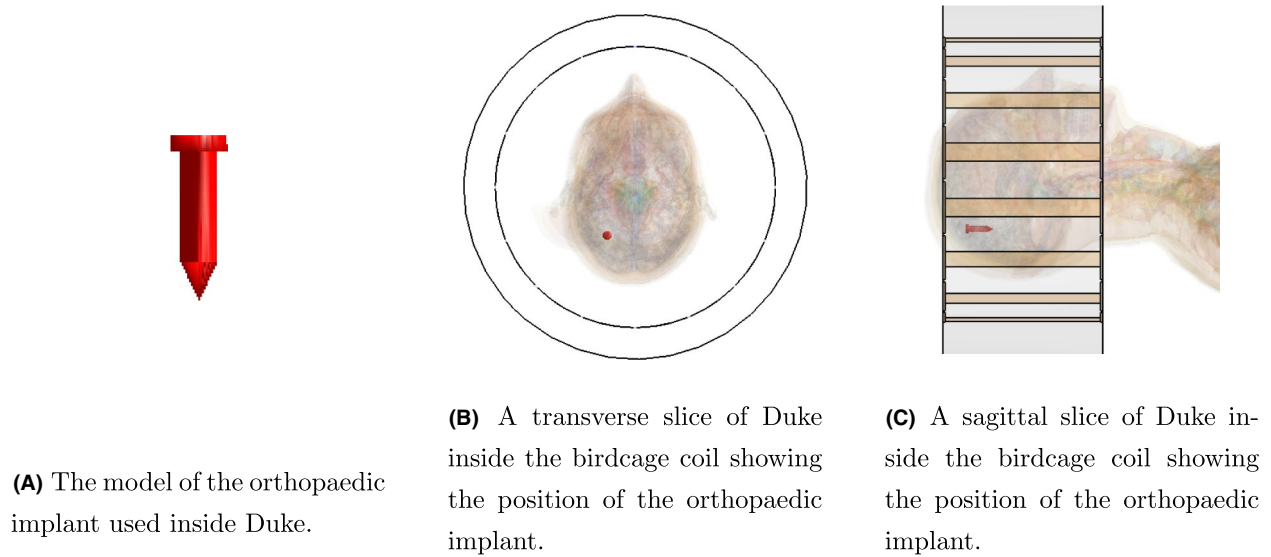 (A) The model of the orthopaedic
implant used inside Duke.
(B) A transverse slice of Duke
inside the birdcage coil showing
the position of the orthopaedic
implant.
(C) A sagittal slice of Duke in-
side the birdcage coil showing
the position of the orthopaedic
implant.